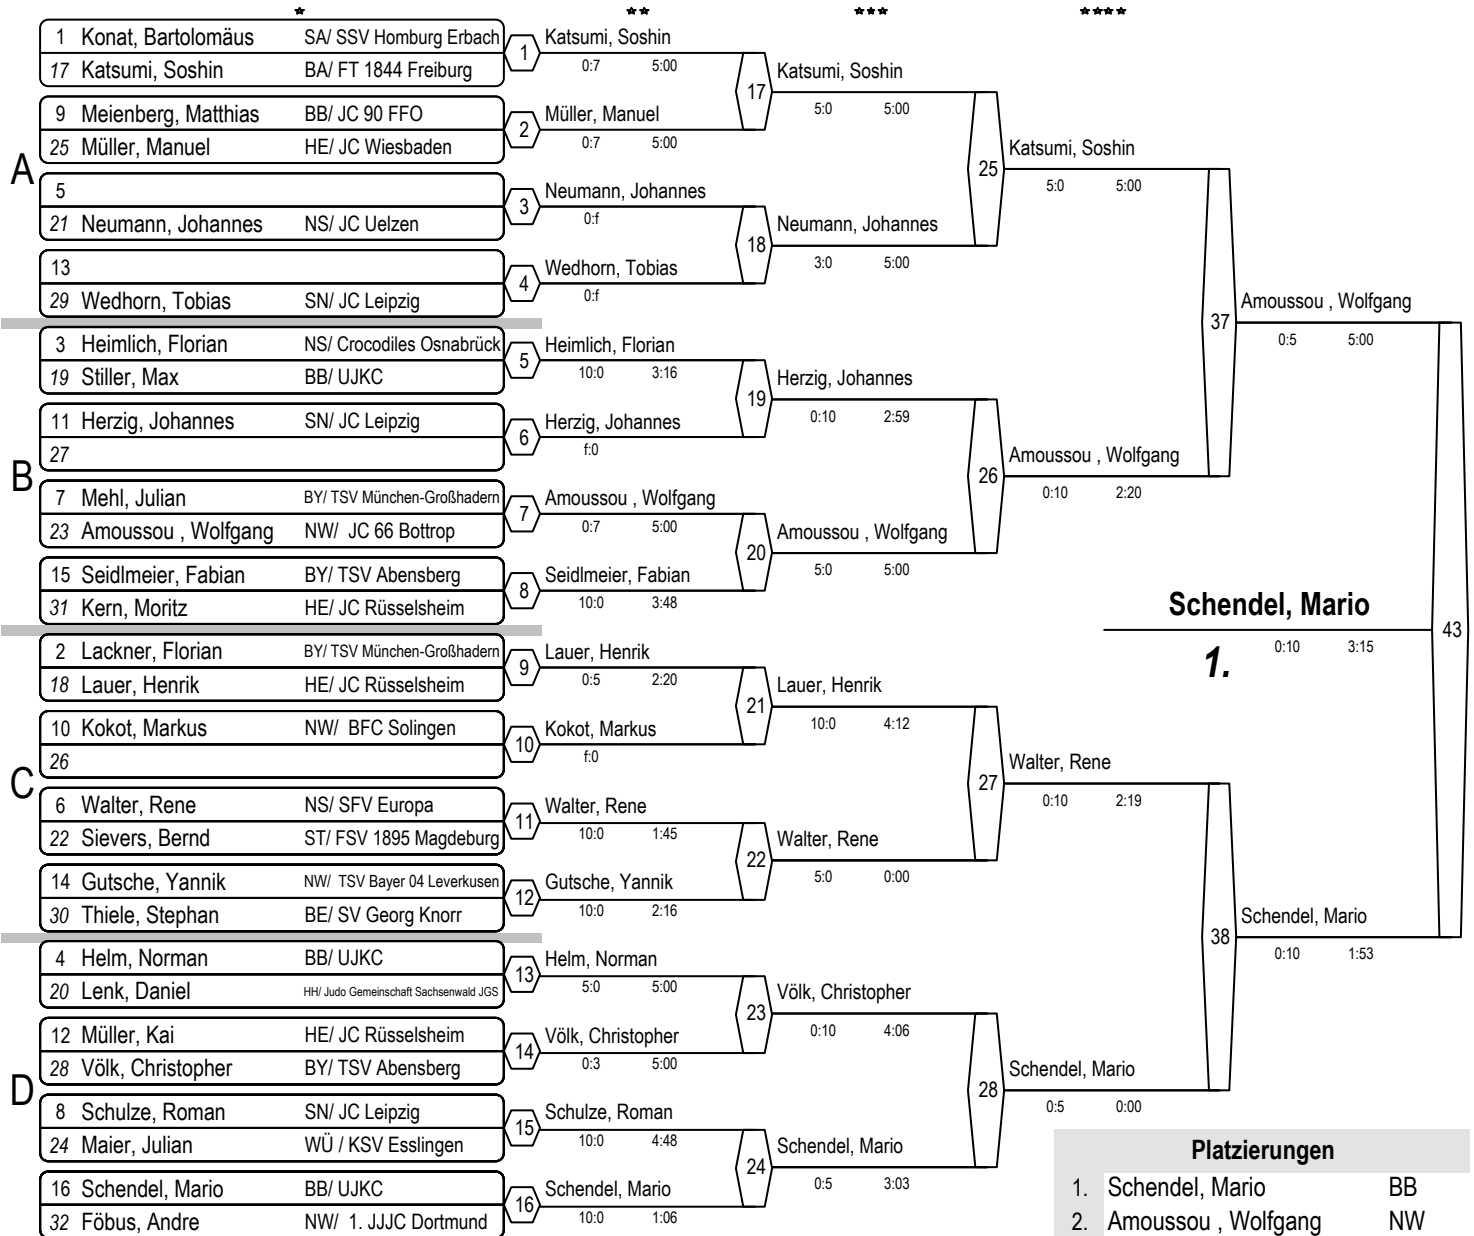 * ** *** ****
A
1 Konat, Bartolomäus SA/ SSV Homburg Erbach
17 Katsumi, Soshin BA/ FT 1844 Freiburg
9 Meienberg, Matthias BB/ JC 90 FFO
25 Müller, Manuel HE/ JC Wiesbaden
5
21 Neumann, Johannes NS/ JC Uelzen
13
29 Wedhorn, Tobias SN/ JC Leipzig
B
3 Heimlich, Florian NS/ Crocodiles Osnabrück
19 Stiller, Max BB/ UJKC
11 Herzig, Johannes SN/ JC Leipzig
27
7 Mehl, Julian BY/ TSV München-Großhadern
23 Amoussou , Wolfgang NW/ JC 66 Bottrop
15 Seidlmeier, Fabian BY/ TSV Abensberg
31 Kern, Moritz HE/ JC Rüsselsheim
C
2 Lackner, Florian BY/ TSV München-Großhadern
18 Lauer, Henrik HE/ JC Rüsselsheim
10 Kokot, Markus NW/ BFC Solingen
26
6 Walter, Rene NS/ SFV Europa
22 Sievers, Bernd ST/ FSV 1895 Magdeburg
14 Gutsche, Yannik NW/ TSV Bayer 04 Leverkusen
30 Thiele, Stephan BE/ SV Georg Knorr
D
4 Helm, Norman BB/ UJKC
20 Lenk, Daniel HH/ Judo Gemeinschaft Sachsenwald JGS
12 Müller, Kai HE/ JC Rüsselsheim
28 Völk, Christopher BY/ TSV Abensberg
8 Schulze, Roman SN/ JC Leipzig
24 Maier, Julian WÜ / KSV Esslingen
16 Schendel, Mario BB/ UJKC
32 Föbus, Andre NW/ 1. JJJC Dortmund
1 Katsumi, Soshin
0:7 5:00
2 Müller, Manuel
0:7 5:00
3 Neumann, Johannes
0:f
4 Wedhorn, Tobias
0:f
5 Heimlich, Florian
10:0 3:16
6 Herzig, Johannes
f:0
7 Amoussou , Wolfgang
0:7 5:00
8 Seidlmeier, Fabian
10:0 3:48
9 Lauer, Henrik
0:5 2:20
10 Kokot, Markus
f:0
11 Walter, Rene
10:0 1:45
12 Gutsche, Yannik
10:0 2:16
13 Helm, Norman
5:0 5:00
14 Völk, Christopher
0:3 5:00
15 Schulze, Roman
10:0 4:48
16 Schendel, Mario
10:0 1:06
17 Katsumi, Soshin
5:0 5:00
18 Neumann, Johannes
3:0 5:00
19 Herzig, Johannes
0:10 2:59
20 Amoussou , Wolfgang
5:0 5:00
21 Lauer, Henrik
10:0 4:12
22 Walter, Rene
5:0 0:00
23 Völk, Christopher
0:10 4:06
24 Schendel, Mario
0:5 3:03
25 Katsumi, Soshin
5:0 5:00
26 Amoussou , Wolfgang
0:10 2:20
27 Walter, Rene
0:10 2:19
28 Schendel, Mario
0:5 0:00
37 Amoussou , Wolfgang
0:5 5:00
38 Schendel, Mario
0:10 1:53
43
Schendel, Mario
1. 0:10 3:15
Platzierungen
1. Schendel, Mario BB
2. Amoussou , Wolfgang NW